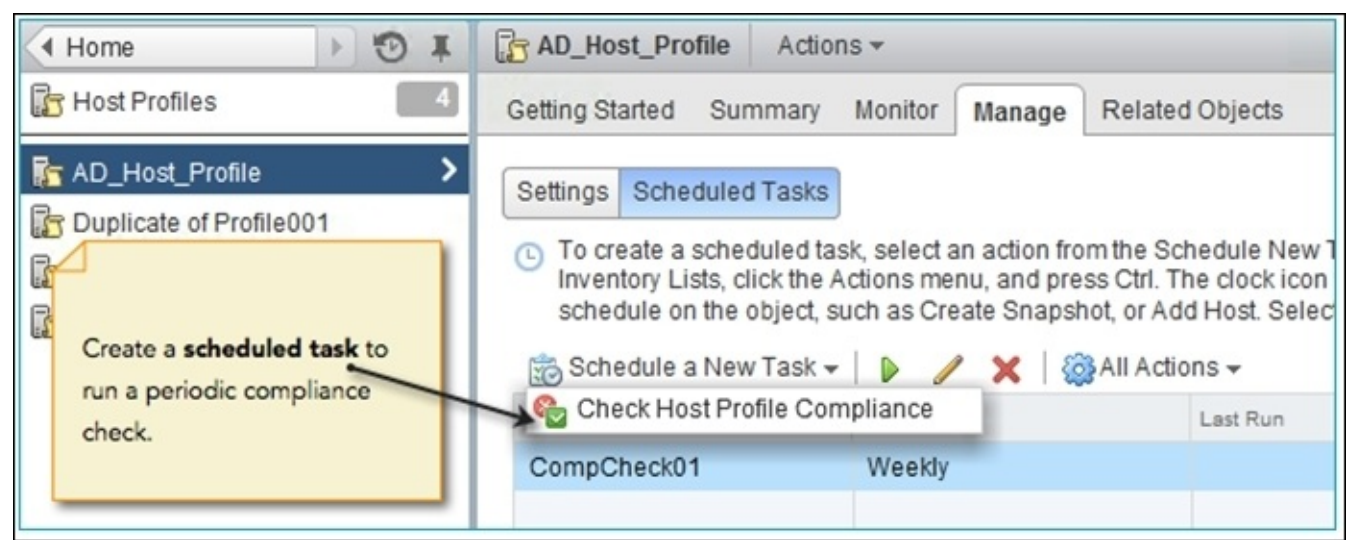 Home
Host Profiles
4
AD_Host_Profile
Duplicate of Profile001
Create a scheduled task to
run a periodic compliance
check.
AD_Host_Profile
Actions
Getting Started
Summary
Monitor
Manage
Related Objects
Settings
Scheduled Tasks
To create a scheduled task, select an action from the Schedule New
Inventory Lists, click the Actions menu, and press Ctrl. The clock icon
schedule on the object, such as Create Snapshot, or Add Host. Selec
Schedule a New Task
All Actions
Check Host Profile Compliance
Last Run
CompCheck01
Weekly